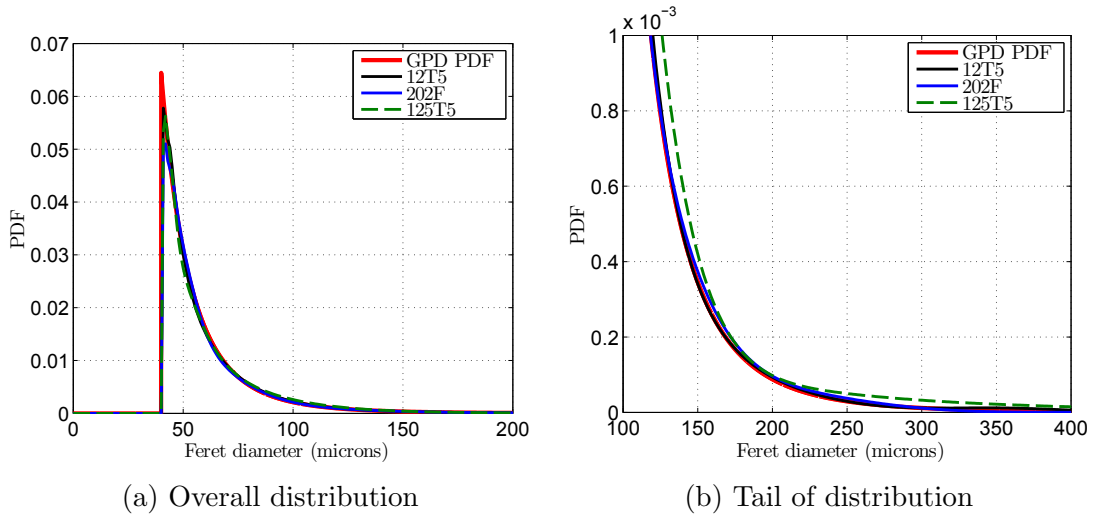 0.07
0.06
0.05
0.04
0.03
0.02
0.01
0
PDF
0
50
100
150
200
Feret diameter (microns)
GPD PDF
12T5
202F
125T5
(a) Overall distribution
1 x 10^-3
0.8
0.6
0.4
0.2
0
PDF
100
150
200
250
300
350
400
Feret diameter (microns)
GPD PDF
12T5
202F
125T5
(b) Tail of distribution